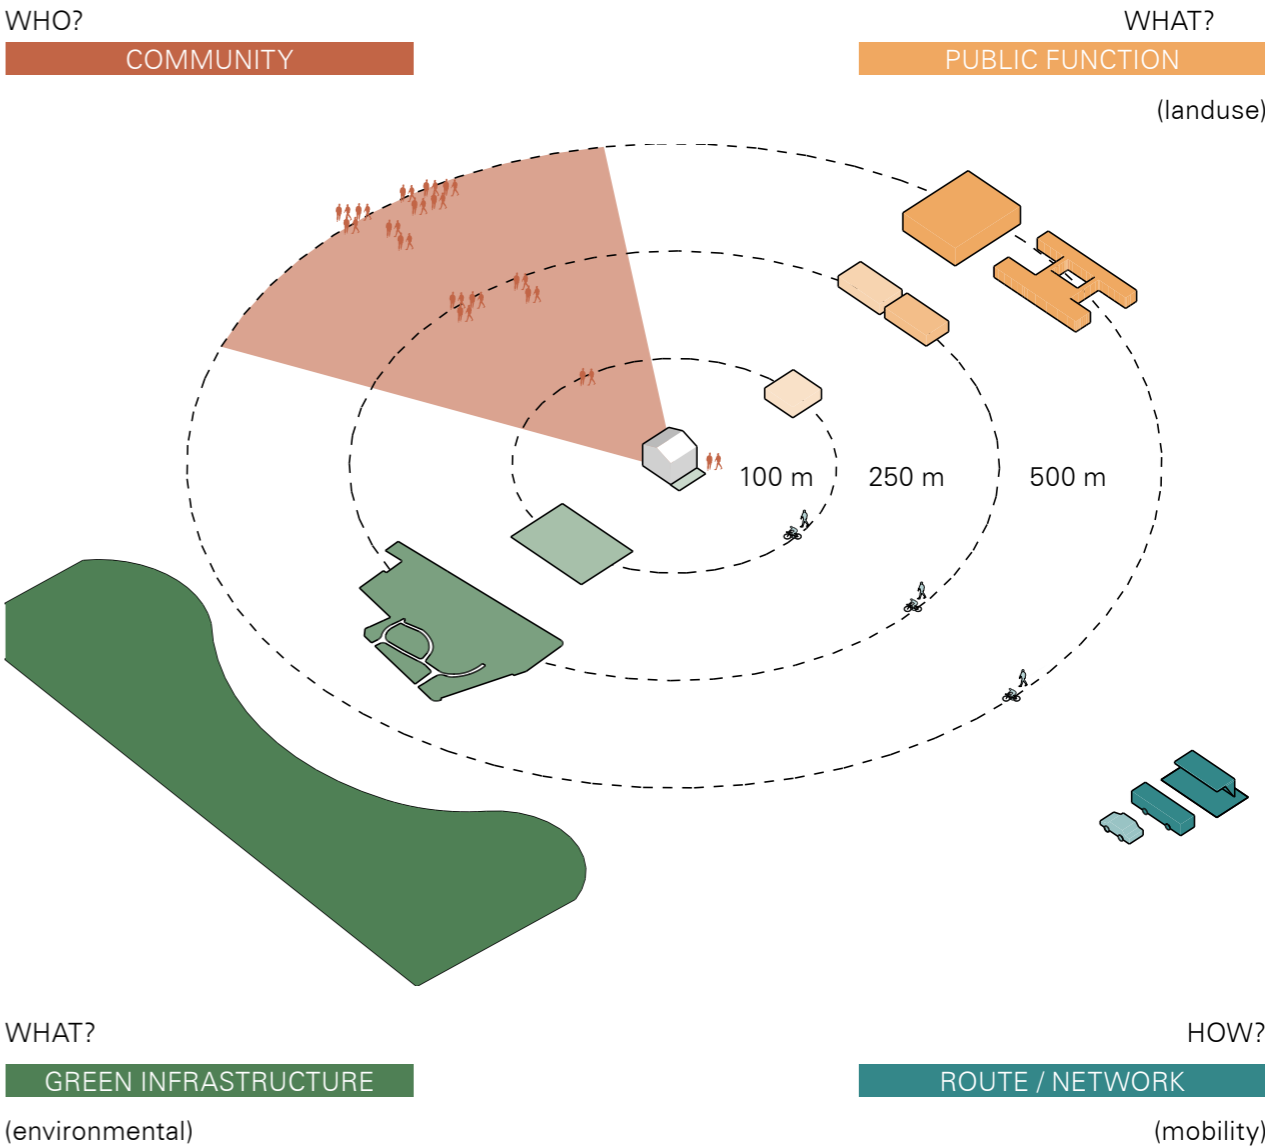 WHO?
WHAT?
COMMUNITY
PUBLIC FUNCTION
(landuse)
100 m
250 m
500 m
WHAT?
HOW?
GREEN INFRASTRUCTURE
ROUTE / NETWORK
(environmental)
(mobility)